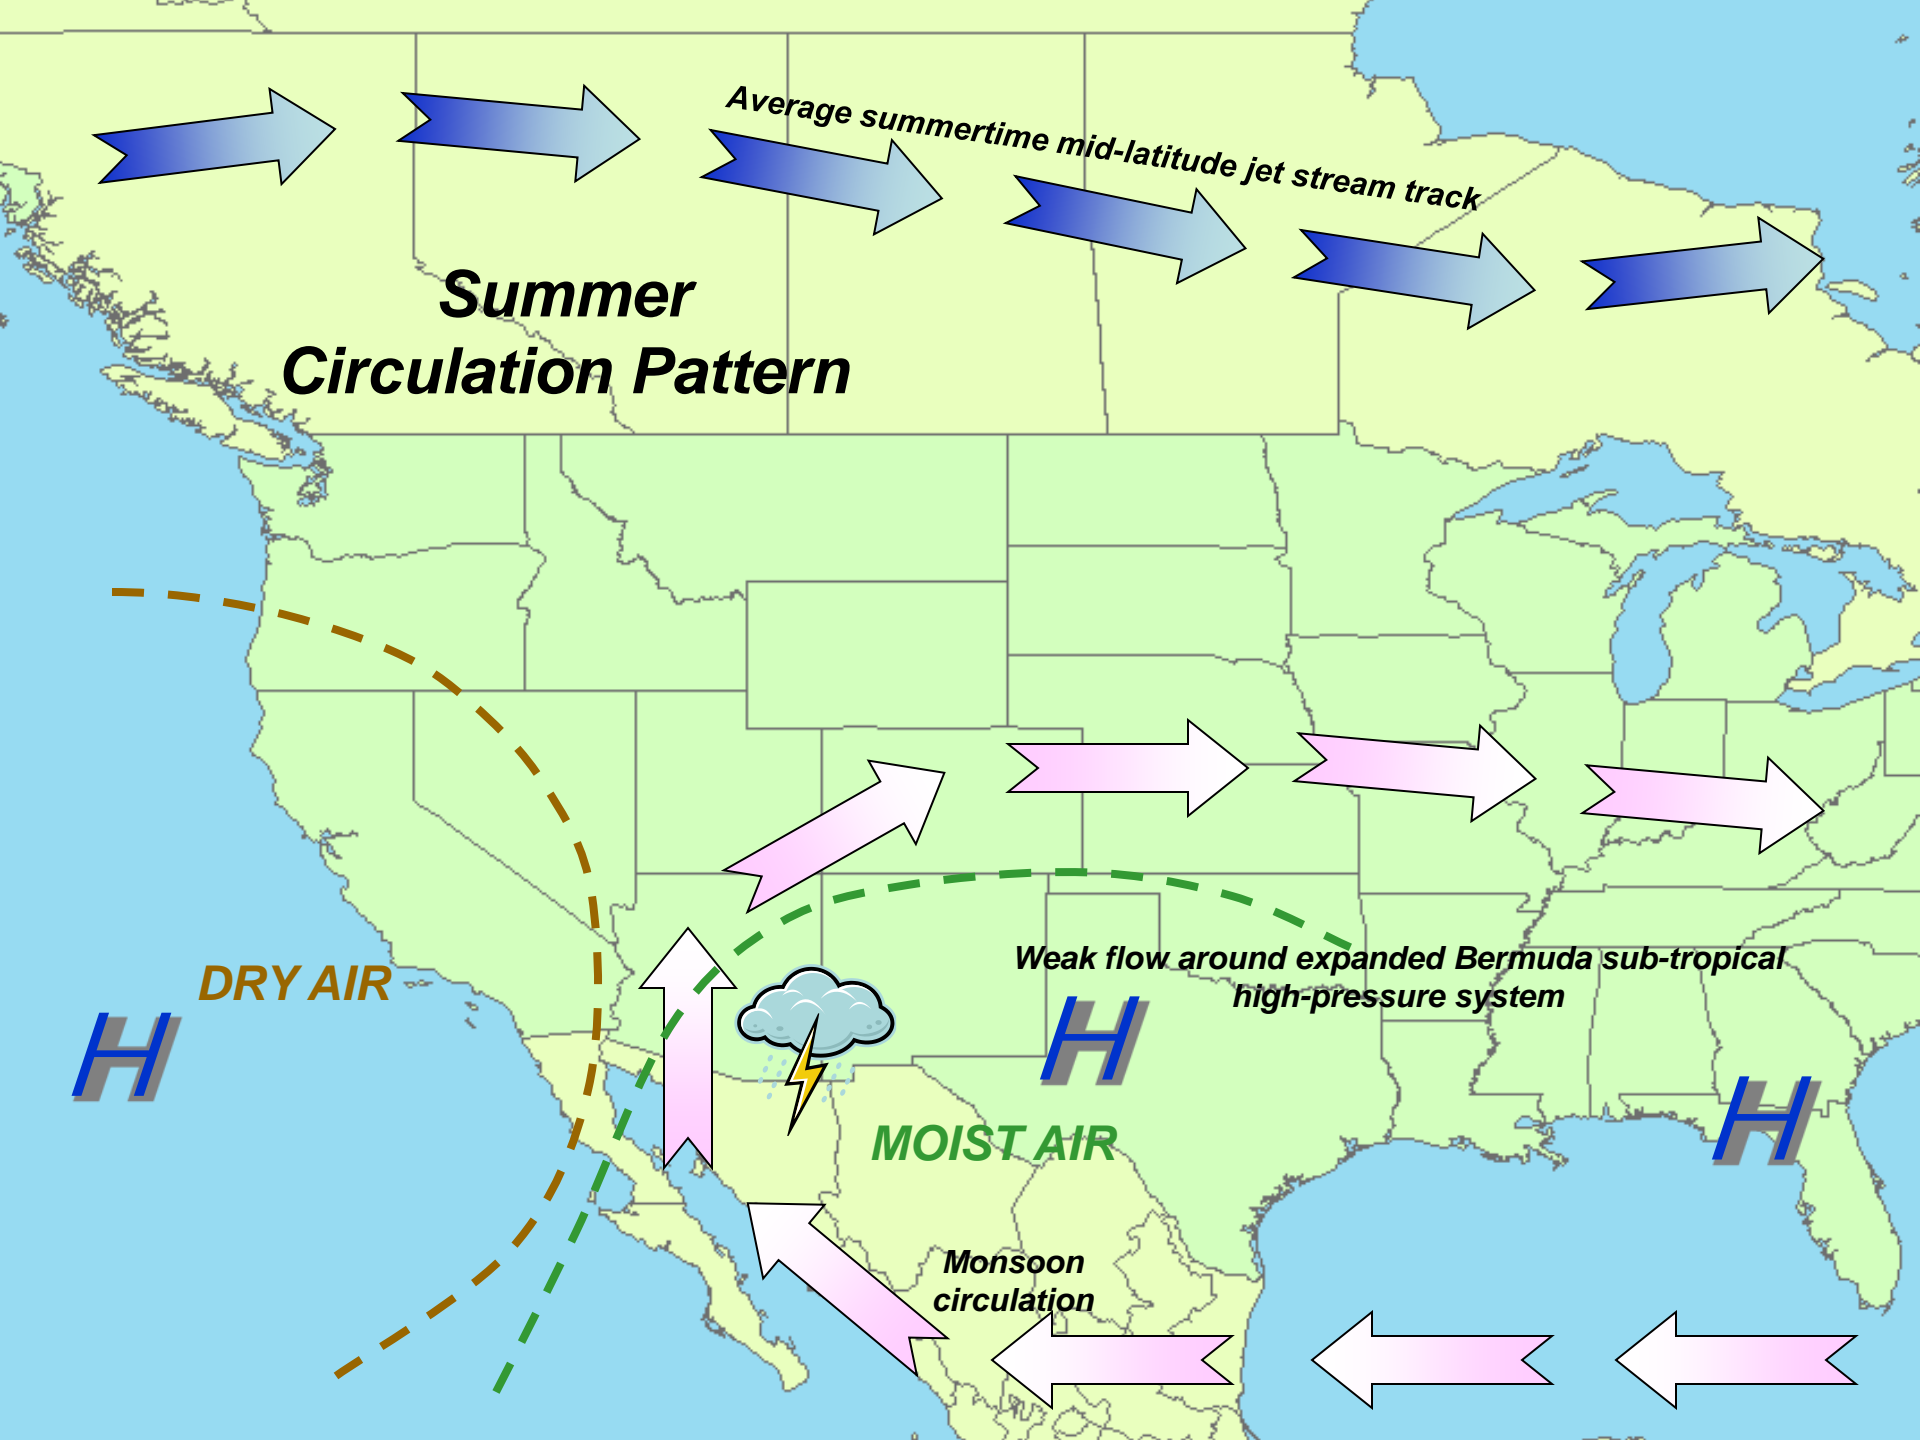 Average summertime mid-latitude jet stream track
Summer
Circulation Pattern
DRY AIR
H
Weak flow around expanded Bermuda sub-tropical
high-pressure system
H
H
MOIST AIR
Monsoon
circulation